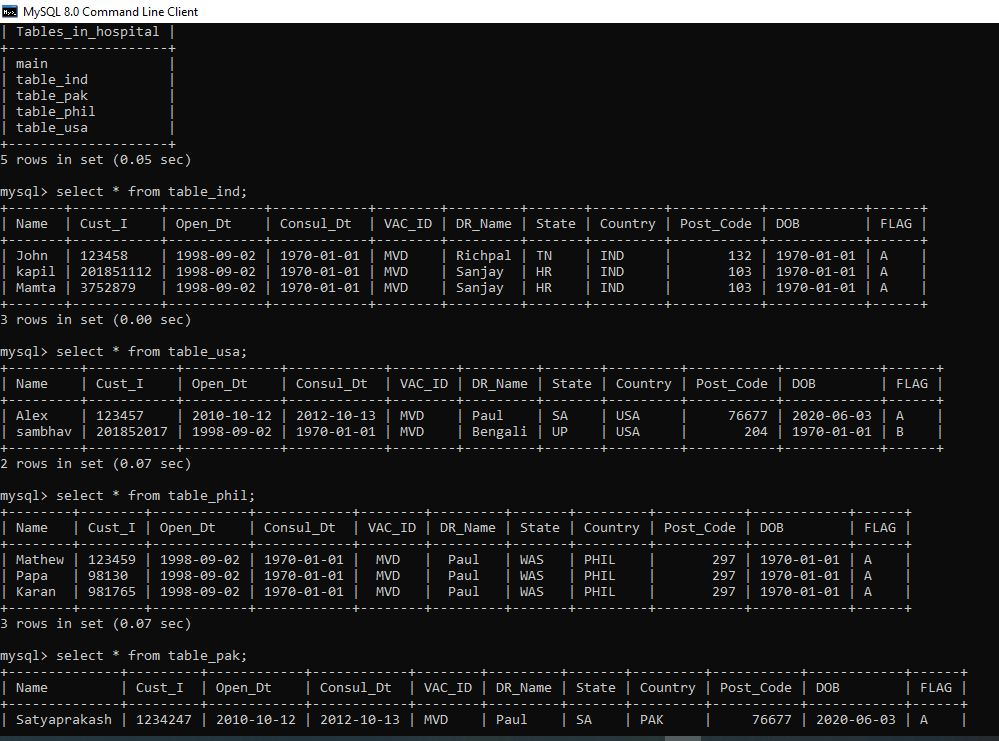 MySQL 8.0 Command Line Client
| Tables_in_hospital |
+--------------------+
| main               |
| table_ind          |
| table_pak          |
| table_phil         |
| table_usa          |
+--------------------+
5 rows in set (0.05 sec)
mysql> select * from table_ind;
+-------+-----------+------------+------------+--------+---------+-------+---------+-----------+------------+------+
| Name  | Cust_I    | Open_Dt    | Consul_Dt  | VAC_ID | DR_Name | State | Country | Post_Code | DOB        | FLAG |
+-------+-----------+------------+------------+--------+---------+-------+---------+-----------+------------+------+
| John  | 123458    | 1998-09-02 | 1970-01-01 | MVD    | Richpal | TN    | IND     |       132 | 1970-01-01 | A    |
| kapil | 201851112 | 1998-09-02 | 1970-01-01 | MVD    | Sanjay  | HR    | IND     |       103 | 1970-01-01 | A    |
| Mamta | 3752879   | 1998-09-02 | 1970-01-01 | MVD    | Sanjay  | HR    | IND     |       103 | 1970-01-01 | A    |
+-------+-----------+------------+------------+--------+---------+-------+---------+-----------+------------+------+
3 rows in set (0.00 sec)
mysql> select * from table_usa;
+---------+-----------+------------+------------+--------+---------+-------+---------+-----------+------------+------+
| Name    | Cust_I    | Open_Dt    | Consul_Dt  | VAC_ID | DR_Name | State | Country | Post_Code | DOB        | FLAG |
+---------+-----------+------------+------------+--------+---------+-------+---------+-----------+------------+------+
| Alex    | 123457    | 2010-10-12 | 2012-10-13 | MVD    | Paul    | SA    | USA     |     76677 | 2020-06-03 | A    |
| sambhav | 201852017 | 1998-09-02 | 1970-01-01 | MVD    | Bengali | UP    | USA     |       204 | 1970-01-01 | B    |
+---------+-----------+------------+------------+--------+---------+-------+---------+-----------+------------+------+
2 rows in set (0.07 sec)
mysql> select * from table_phil;
+--------+--------+------------+------------+--------+---------+-------+---------+-----------+------------+------+
| Name   | Cust_I | Open_Dt    | Consul_Dt  | VAC_ID | DR_Name | State | Country | Post_Code | DOB        | FLAG |
+--------+--------+------------+------------+--------+---------+-------+---------+-----------+------------+------+
| Mathew | 123459 | 1998-09-02 | 1970-01-01 |  MVD   |  Paul   | WAS   | PHIL    |       297 | 1970-01-01 | A    |
| Papa   | 98130  | 1998-09-02 | 1970-01-01 |  MVD   |  Paul   | WAS   | PHIL    |       297 | 1970-01-01 | A    |
| Karan  | 981765 | 1998-09-02 | 1970-01-01 |  MVD   |  Paul   | WAS   | PHIL    |       297 | 1970-01-01 | A    |
+--------+--------+------------+------------+--------+---------+-------+---------+-----------+------------+------+
3 rows in set (0.07 sec)
mysql> select * from table_pak;
+--------------+---------+------------+------------+--------+---------+-------+---------+-----------+------------+------+
| Name         | Cust_I  | Open_Dt    | Consul_Dt  | VAC_ID | DR_Name | State | Country | Post_Code | DOB        | FLAG |
+--------------+---------+------------+------------+--------+---------+-------+---------+-----------+------------+------+
| Satyaprakash | 1234247 | 2010-10-12 | 2012-10-13 | MVD    | Paul    | SA    | PAK     |     76677 | 2020-06-03 | A    |